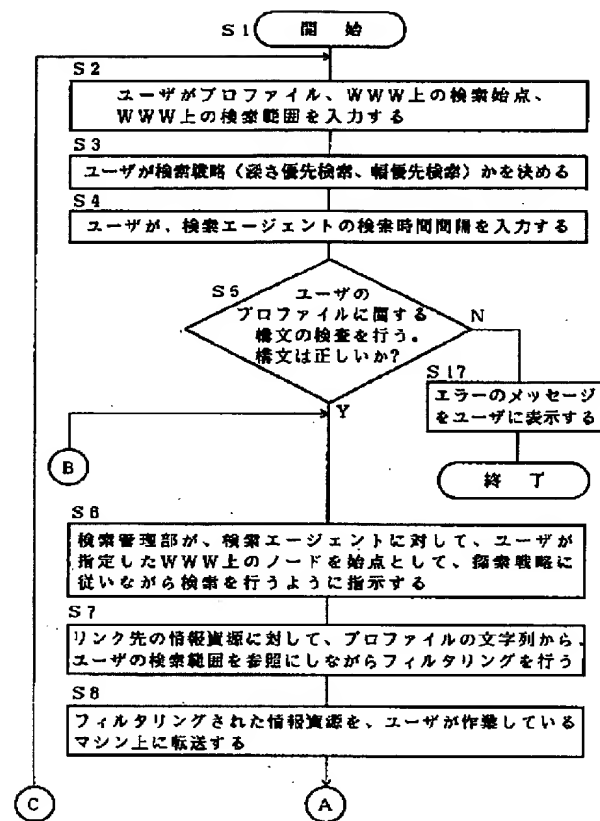 S1
開 始
S2
ユーザがプロファイル、WWW上の検索始点、
WWW上の検索範囲を入力する
S3
ユーザが検索戦略(深さ優先検索、幅優先検索)かを決める
S4
ユーザが、検索エージェントの検索時間間隔を入力する
S5
ユーザの
プロファイルに関する
構文の検査を行う。
構文は正しいか?
N
Y
S17
エラーのメッセージ
をユーザに表示する
終 了
B
S6
検索管理部が、検索エージェントに対して、ユーザが
指定したWWW上のノードを始点として、探索戦略に
従いながら検索を行うように指示する
S7
リンク先の情報資源に対して、プロファイルの文字列から、
ユーザの検索範囲を参照にしながらフィルタリングを行う
S8
フィルタリングされた情報資源を、ユーザが作業している
マシン上に転送する
C
A